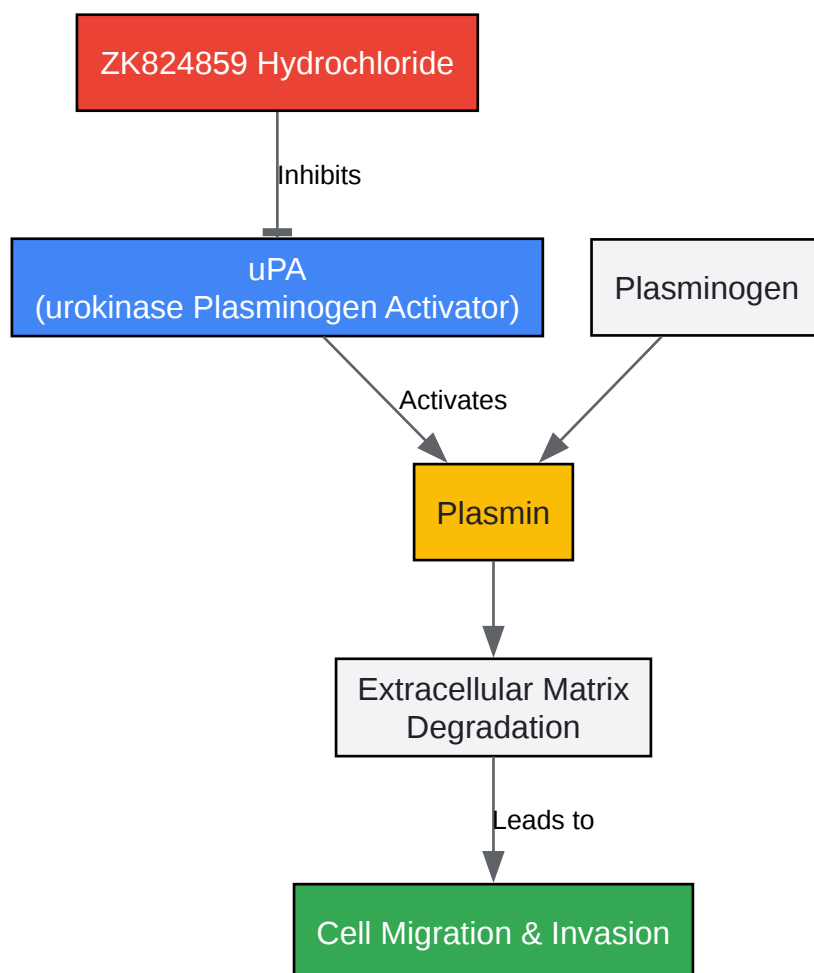 ZK824859 Hydrochloride
Inhibits
uPA
(urokinase Plasminogen Activator)
Plasminogen
Activates
Plasmin
Extracellular Matrix
Degradation
Leads to
Cell Migration & Invasion